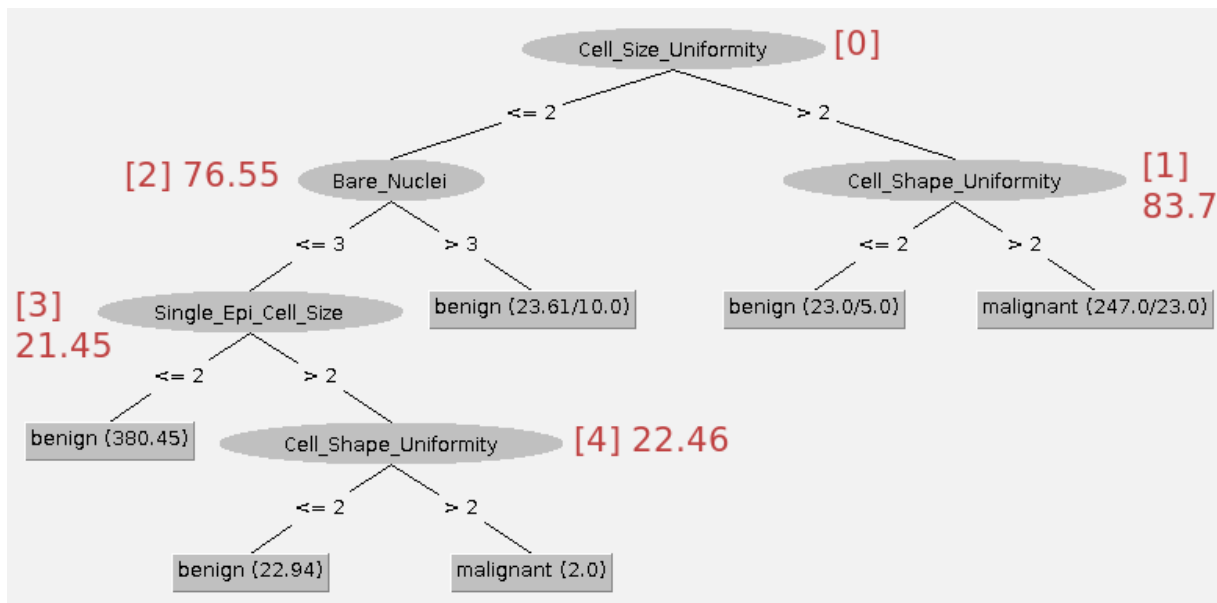 Cell_Size_Uniformity [0]
<= 2 > 2
[2] 76.55 Bare_Nuclei Cell_Shape_Uniformity [1]
83.7
<= 3 > 3 <= 2 > 2
[3] Single_Epi_Cell_Size benign (23.61/10.0) benign (23.0/5.0) malignant (247.0/23.0)
21.45
<= 2 > 2
benign (380.45) Cell_Shape_Uniformity [4] 22.46
<= 2 > 2
benign (22.94) malignant (2.0)